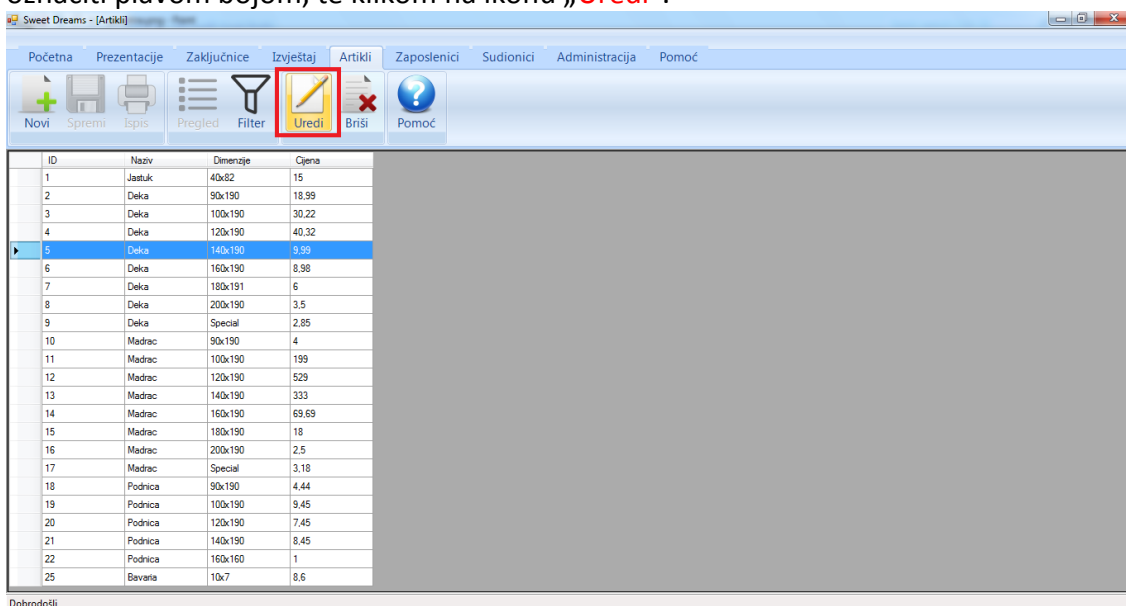 označiti plavom bojom, te klikom na ikonu „Uredi“.
Sweet Dreams - [Artikli]
Početna Prezentacije Zaključnice Izvještaj Artikli Zaposlenici Sudionici Administracija Pomoć
Novi Spremi Ispis Pregled Filter Uredi Briši Pomoć
ID Naziv Dimenzije Cijena
1 Jastuk 40x82 15
2 Deka 90x190 18,99
3 Deka 100x190 30,22
4 Deka 120x190 40,32
5 Deka 140x190 9,99
6 Deka 160x190 8,98
7 Deka 180x191 6
8 Deka 200x190 3,5
9 Deka Special 2,85
10 Madrac 90x190 4
11 Madrac 100x190 199
12 Madrac 120x190 529
13 Madrac 140x190 333
14 Madrac 160x190 69,69
15 Madrac 180x190 18
16 Madrac 200x190 2,5
17 Madrac Special 3,18
18 Podnica 90x190 4,44
19 Podnica 100x190 9,45
20 Podnica 120x190 7,45
21 Podnica 140x190 8,45
22 Podnica 160x160 1
25 Bavaria 10x7 8,6
Dobrodošli